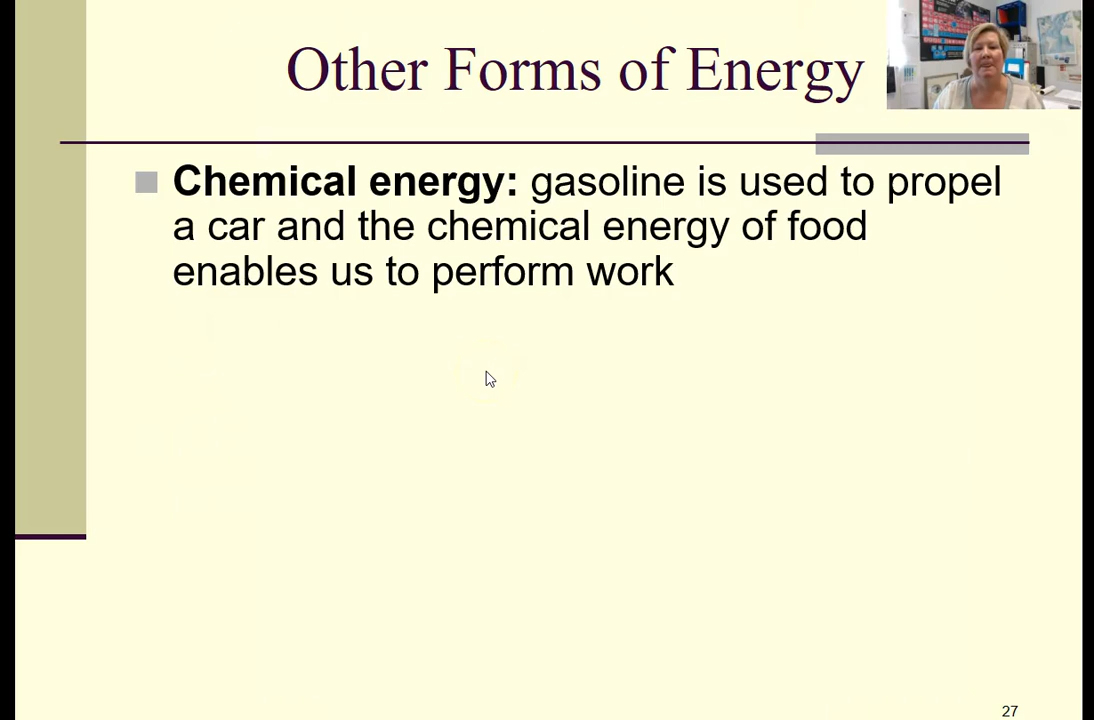 Other Forms of Energy
Chemical energy: gasoline is used to propel
a car and the chemical energy of food
enables us to perform work
27